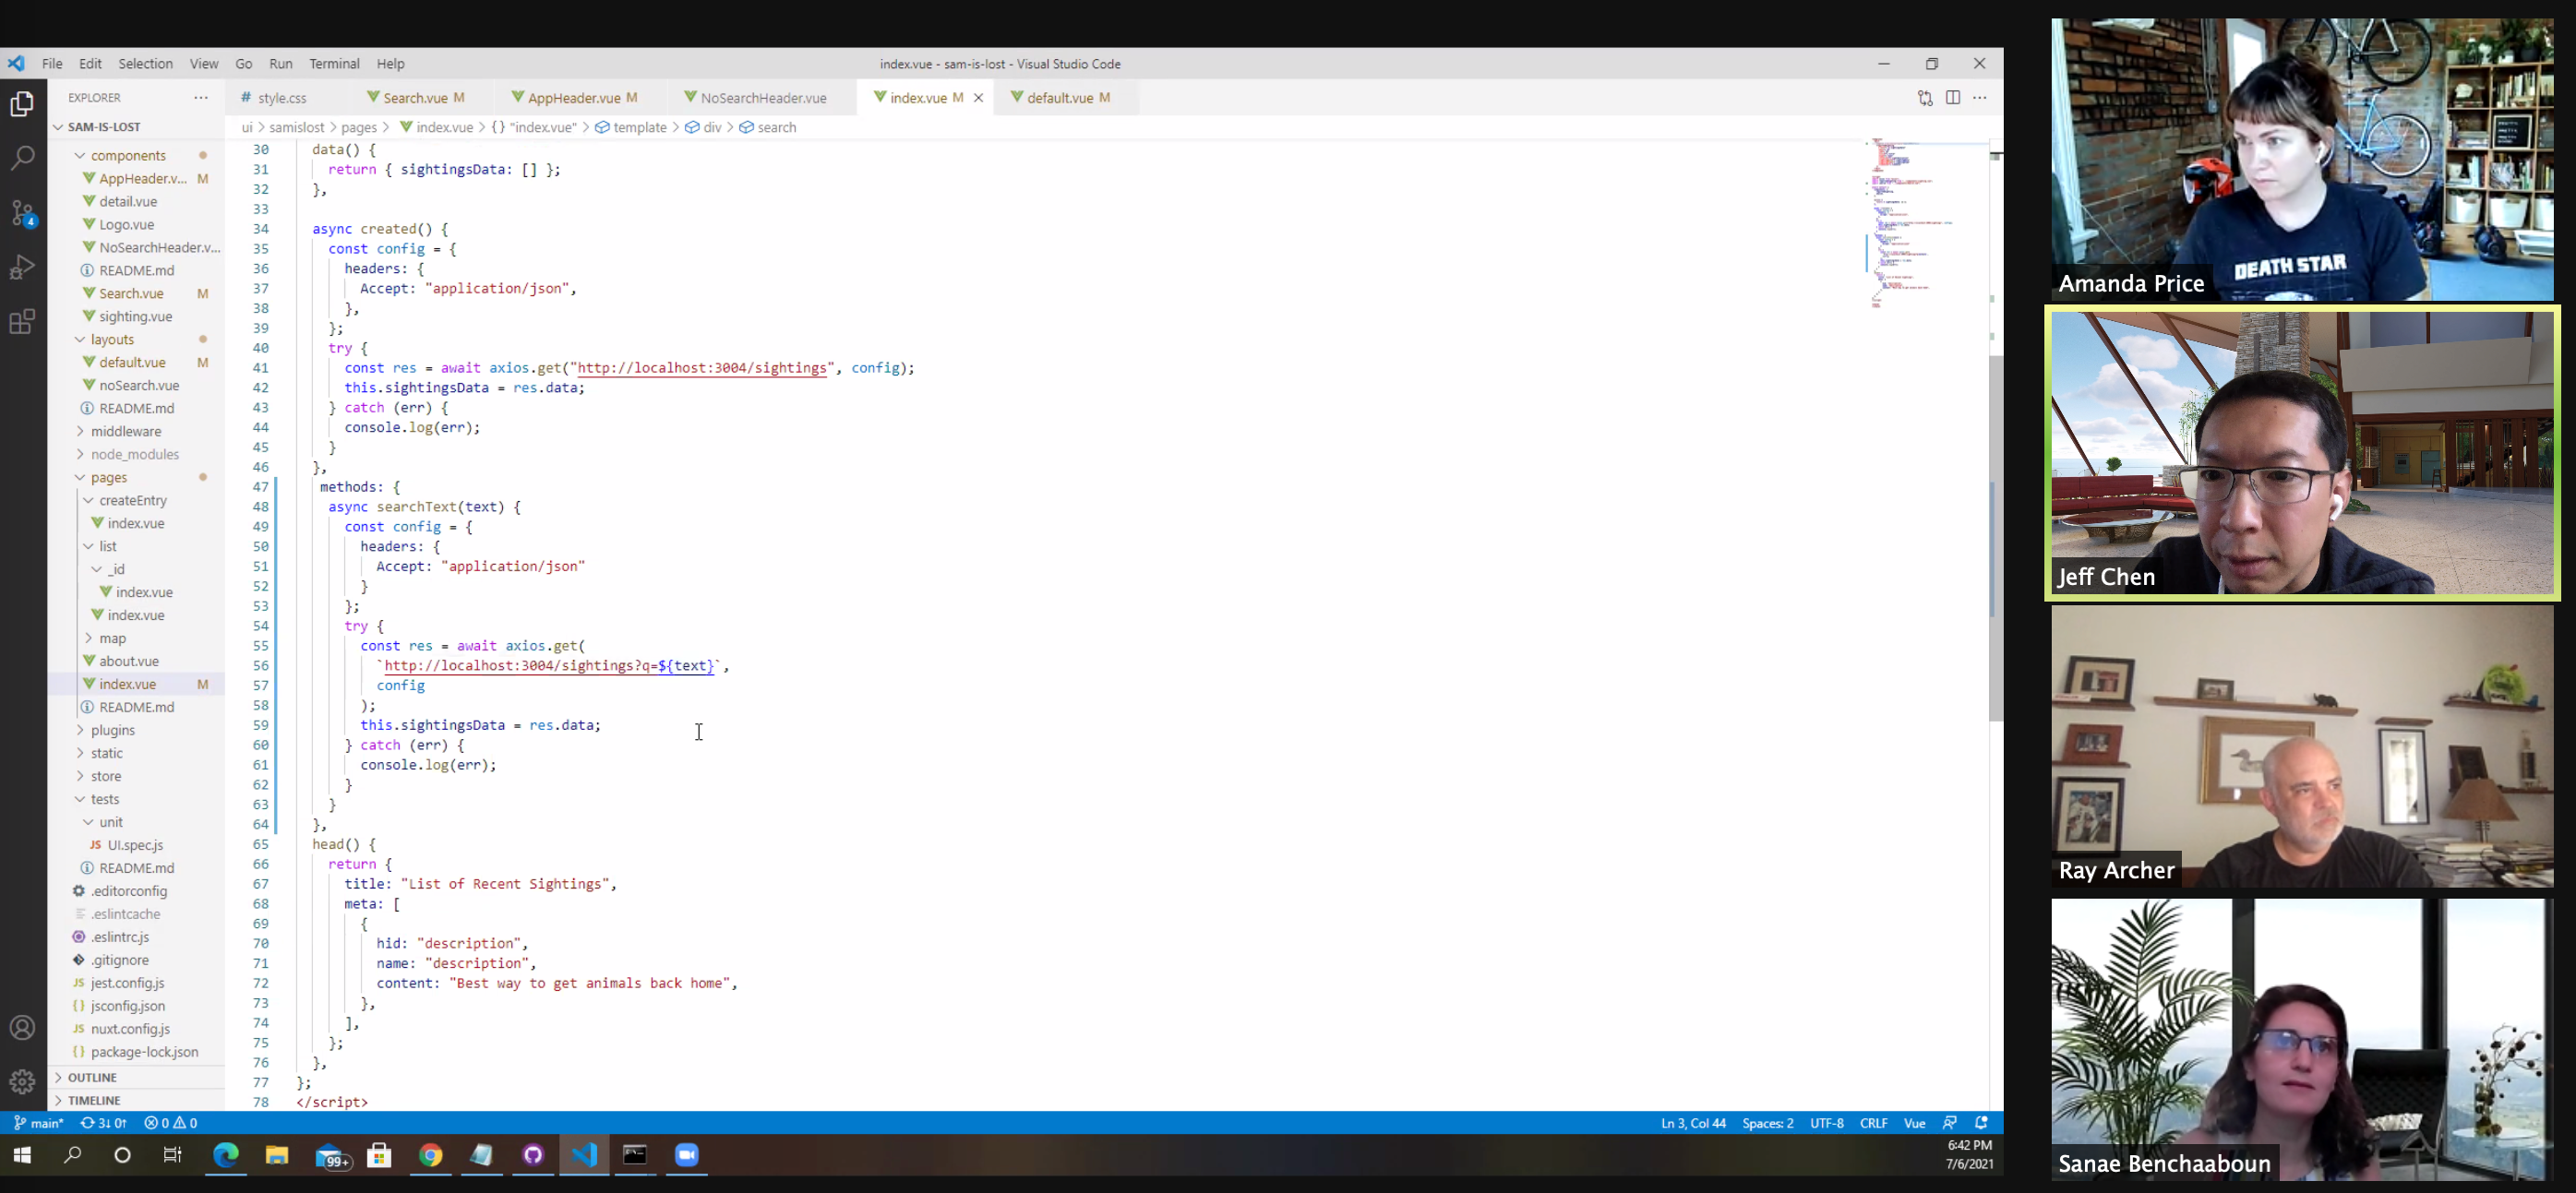 File Edit Selection View Go Run Terminal Help
index.vue - sam-is-lost - Visual Studio Code
EXPLORER
SAM-IS-LOST
components
AppHeader.v... M
detail.vue
Logo.vue
NoSearchHeader.v...
README.md
Search.vue M
sighting.vue
layouts
default.vue M
noSearch.vue
README.md
middleware
node_modules
pages
createEntry
index.vue
list
_id
index.vue
index.vue
map
about.vue
index.vue M
README.md
plugins
static
store
tests
unit
JS UI.spec.js
README.md
.editorconfig
.eslintcache
.eslintrc.js
.gitignore
JS jest.config.js
{} jsconfig.json
JS nuxt.config.js
{} package-lock.json
OUTLINE
TIMELINE
4
# style.css Search.vue M AppHeader.vue M NoSearchHeader.vue index.vue M default.vue M
ui > samislost > pages > index.vue > {} "index.vue" > template > div > search
30 data() {
31 return { sightingsData: [] };
32 },
33
34 async created() {
35 const config = {
36 headers: {
37 Accept: "application/json",
38 },
39 };
40 try {
41 const res = await axios.get("http://localhost:3004/sightings", config);
42 this.sightingsData = res.data;
43 } catch (err) {
44 console.log(err);
45 }
46 },
47 methods: {
48 async searchText(text) {
49 const config = {
50 headers: {
51 Accept: "application/json"
52 }
53 };
54 try {
55 const res = await axios.get(
56 `http://localhost:3004/sightings?q=${text}`,
57 config
58 );
59 this.sightingsData = res.data;
60 } catch (err) {
61 console.log(err);
62 }
63 }
64 },
65 head() {
66 return {
67 title: "List of Recent Sightings",
68 meta: [
69 {
70 hid: "description",
71 name: "description",
72 content: "Best way to get animals back home",
73 },
74 ],
75 };
76 },
77 };
78 </script>
main* 3↓ 0↑ 0 0
Ln 3, Col 44 Spaces: 2 UTF-8 CRLF Vue
99+
6:42 PM
7/6/2021
DEATH STAR
Amanda Price
Jeff Chen
Ray Archer
Sanae Benchaaboun